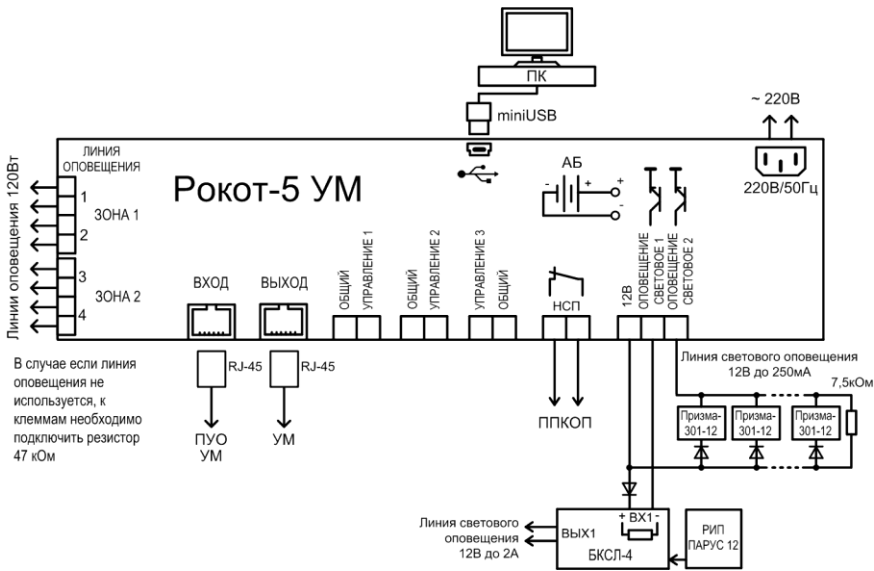 ПК
miniUSB
~ 220В
220В/50Гц
ЛИНИЯ
ОПОВЕЩЕНИЯ
Линии оповещения 120Вт
1
ЗОНА 1
2
3
ЗОНА 2
4
Рокот-5 УМ
АБ
- +
+
-
ВХОД
ВЫХОД
ОБЩИЙ
УПРАВЛЕНИЕ 1
ОБЩИЙ
УПРАВЛЕНИЕ 2
УПРАВЛЕНИЕ 3
ОБЩИЙ
НСП
12В
ОПОВЕЩЕНИЕ
СВЕТОВОЕ 1
ОПОВЕЩЕНИЕ
СВЕТОВОЕ 2
В случае если линия
оповещения не
используется, к
клеммам необходимо
подключить резистор
47 кОм
RJ-45
RJ-45
ПУО
УМ
УМ
ППКОП
Линия светового оповещения
12В до 250мА
7,5кОм
Призма-
301-12
Призма-
301-12
Призма-
301-12
Линия светового
оповещения
12В до 2А
ВЫХ1
+ ВХ1 -
БКСЛ-4
РИП
ПАРУС 12